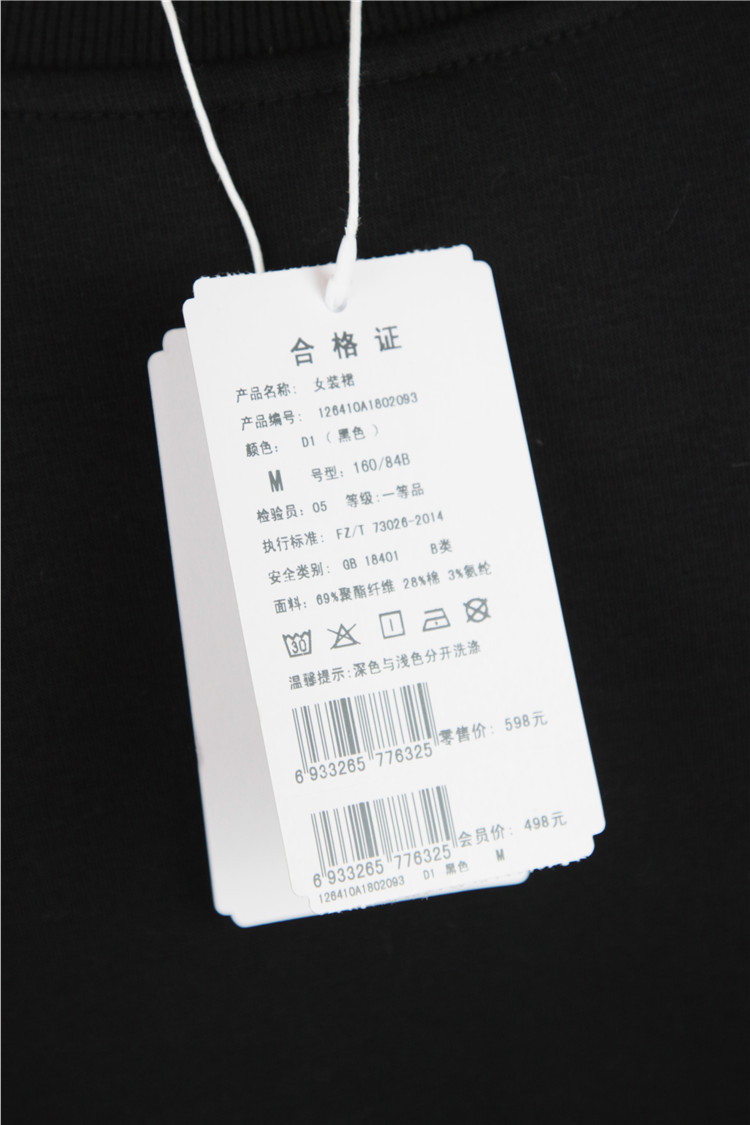 合格证
产品名称: 女装裙
产品编号: 126410A1802093
颜色: D1 ( 黑色 )
M 号型: 160/84B
检验员: 05 等级:一等品
执行标准: FZ/T 73026-2014
安全类别: GB 18401 B类
面料: 69%聚酯纤维 28%棉 3%氨纶
30
温馨提示:深色与浅色分开洗涤
零售价: 598元
6 933265 776325
会员价: 498元
6 933265 776325
126410A1802093 D1 黑色 M